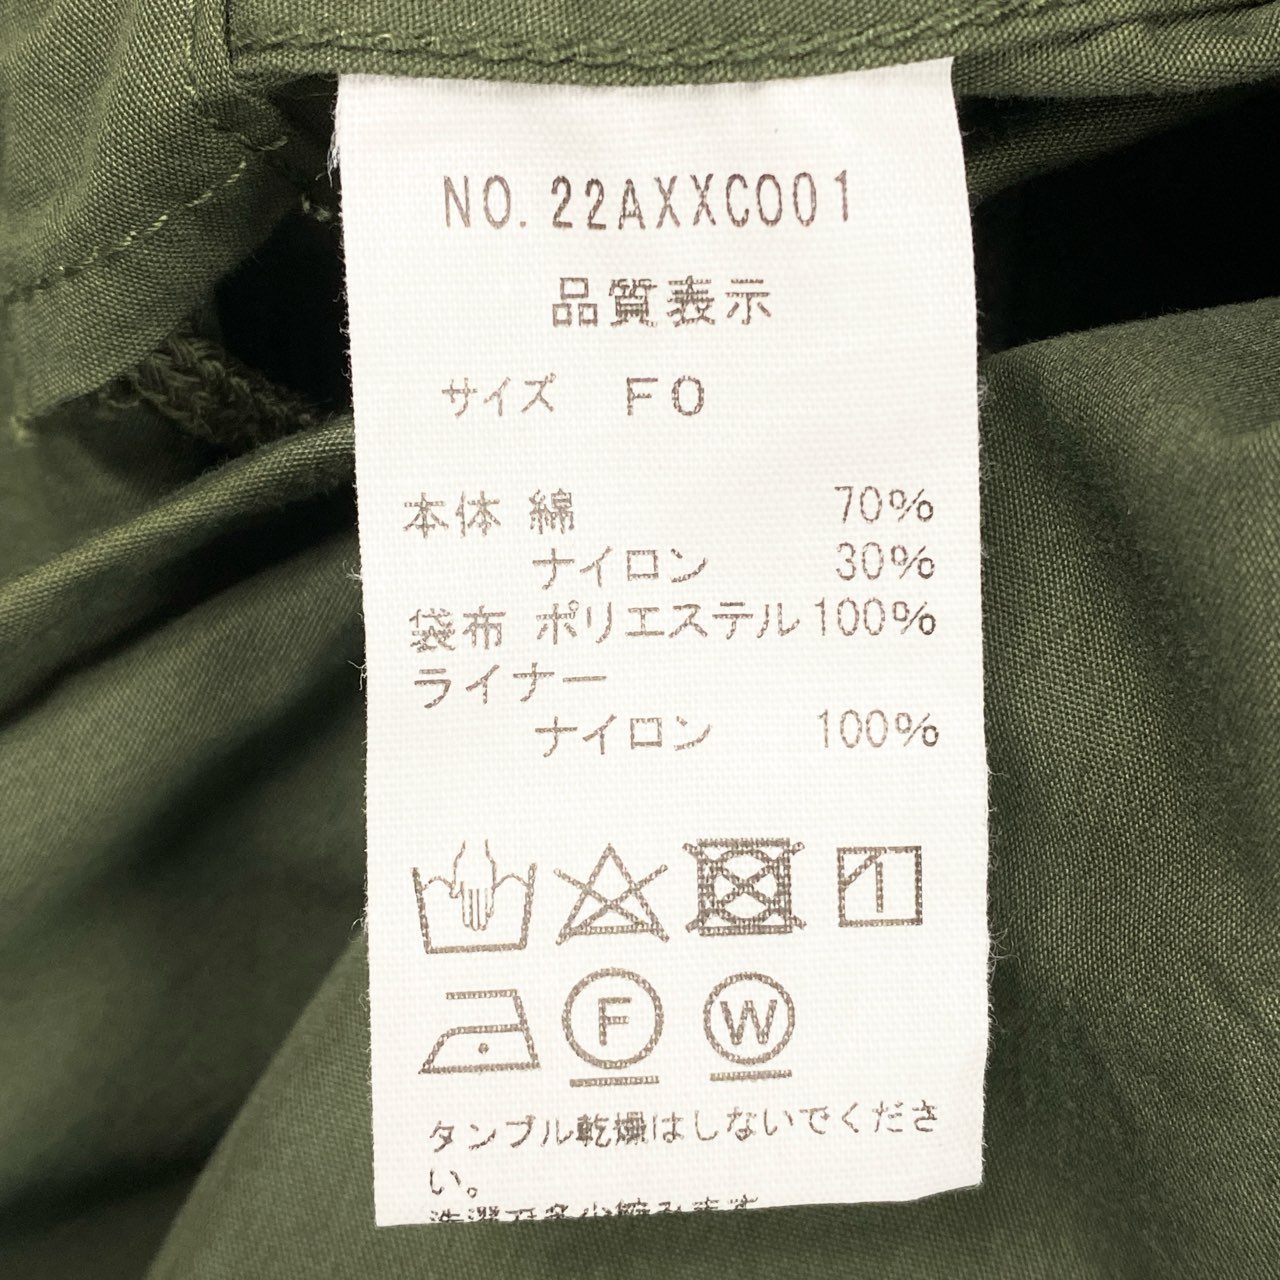 NO. 22AXXC001
品質表示
サイズ FO
本体 綿 70%
ナイロン 30%
袋布 ポリエステル 100%
ライナー
ナイロン 100%
F W
タンブル乾燥はしないでくださ
い。